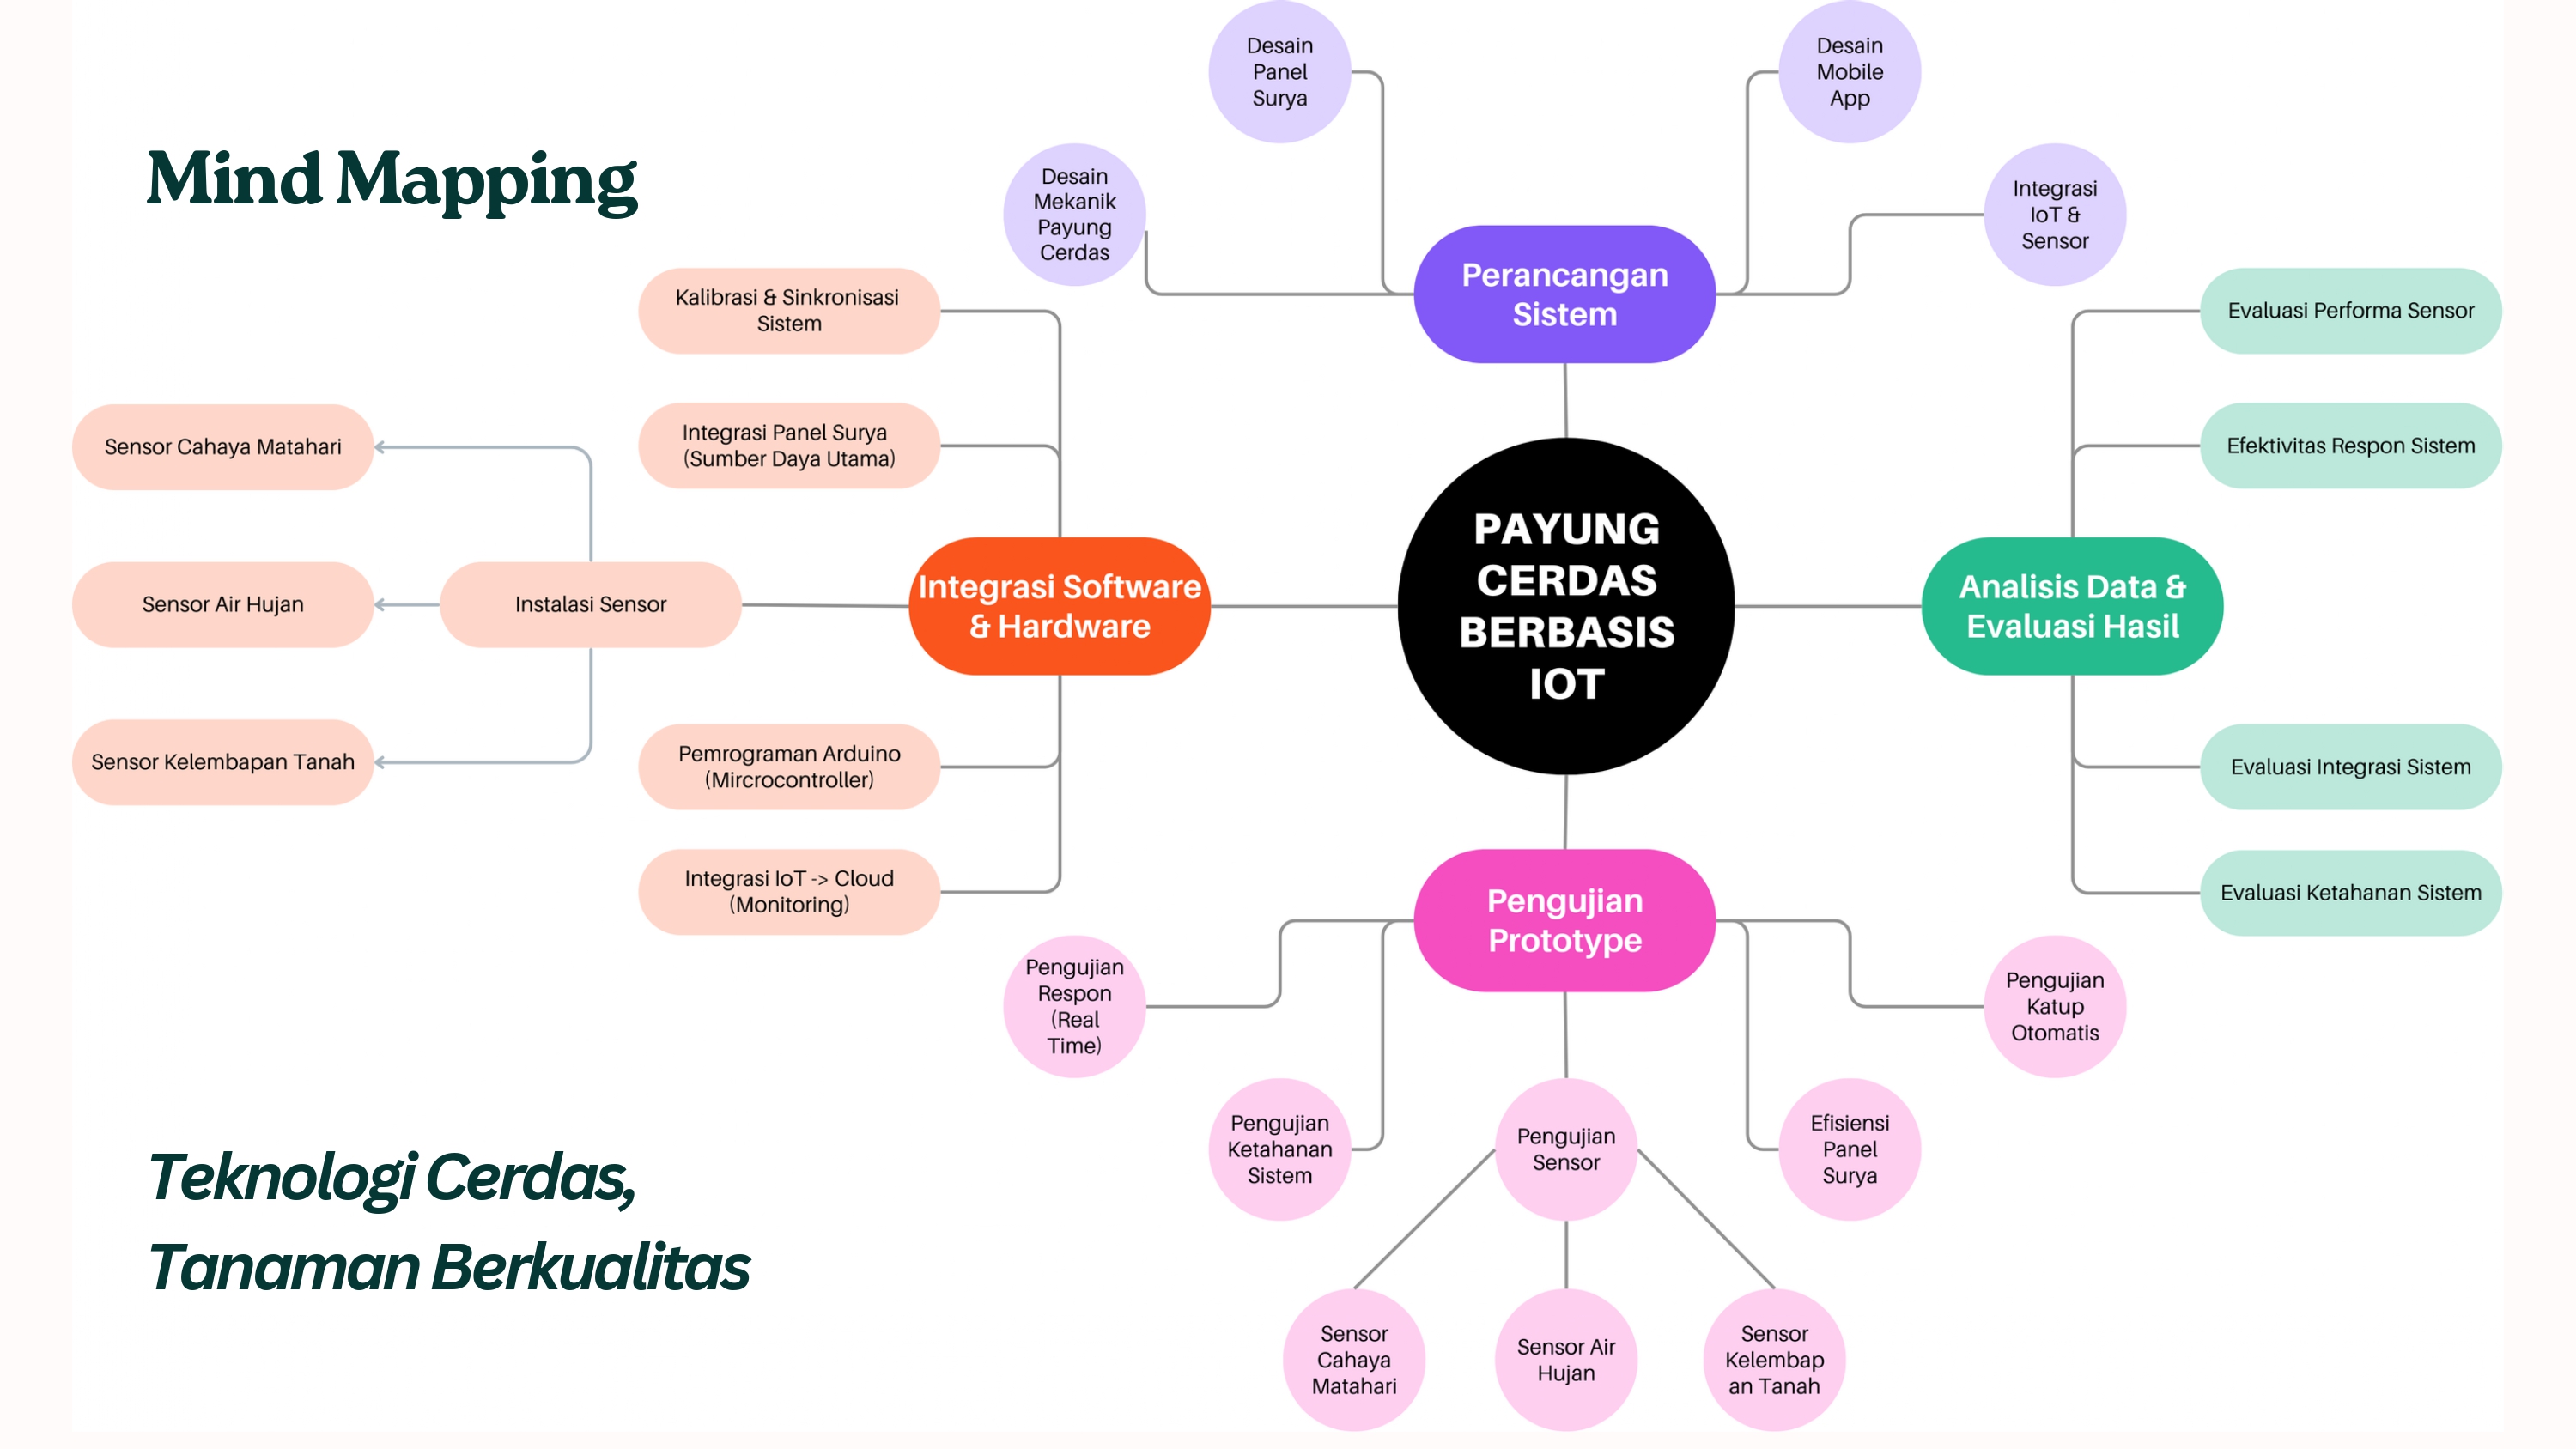 Mind Mapping
Desain
Panel
Surya
Desain
Mobile
App
Desain
Mekanik
Payung
Cerdas
Integrasi
IoT &
Sensor
Perancangan
Sistem
Kalibrasi & Sinkronisasi
Sistem
Integrasi Panel Surya
(Sumber Daya Utama)
Sensor Cahaya Matahari
Sensor Air Hujan
Sensor Kelembapan Tanah
Instalasi Sensor
Integrasi Software
& Hardware
Pemrograman Arduino
(Mircrocontroller)
Integrasi IoT -> Cloud
(Monitoring)
PAYUNG
CERDAS
BERBASIS
IOT
Evaluasi Performa Sensor
Efektivitas Respon Sistem
Analisis Data &
Evaluasi Hasil
Evaluasi Integrasi Sistem
Evaluasi Ketahanan Sistem
Pengujian
Prototype
Pengujian
Respon
(Real
Time)
Pengujian
Ketahanan
Sistem
Pengujian
Sensor
Efisiensi
Panel
Surya
Pengujian
Katup
Otomatis
Sensor
Cahaya
Matahari
Sensor Air
Hujan
Sensor
Kelembap
an Tanah
Teknologi Cerdas,
Tanaman Berkualitas